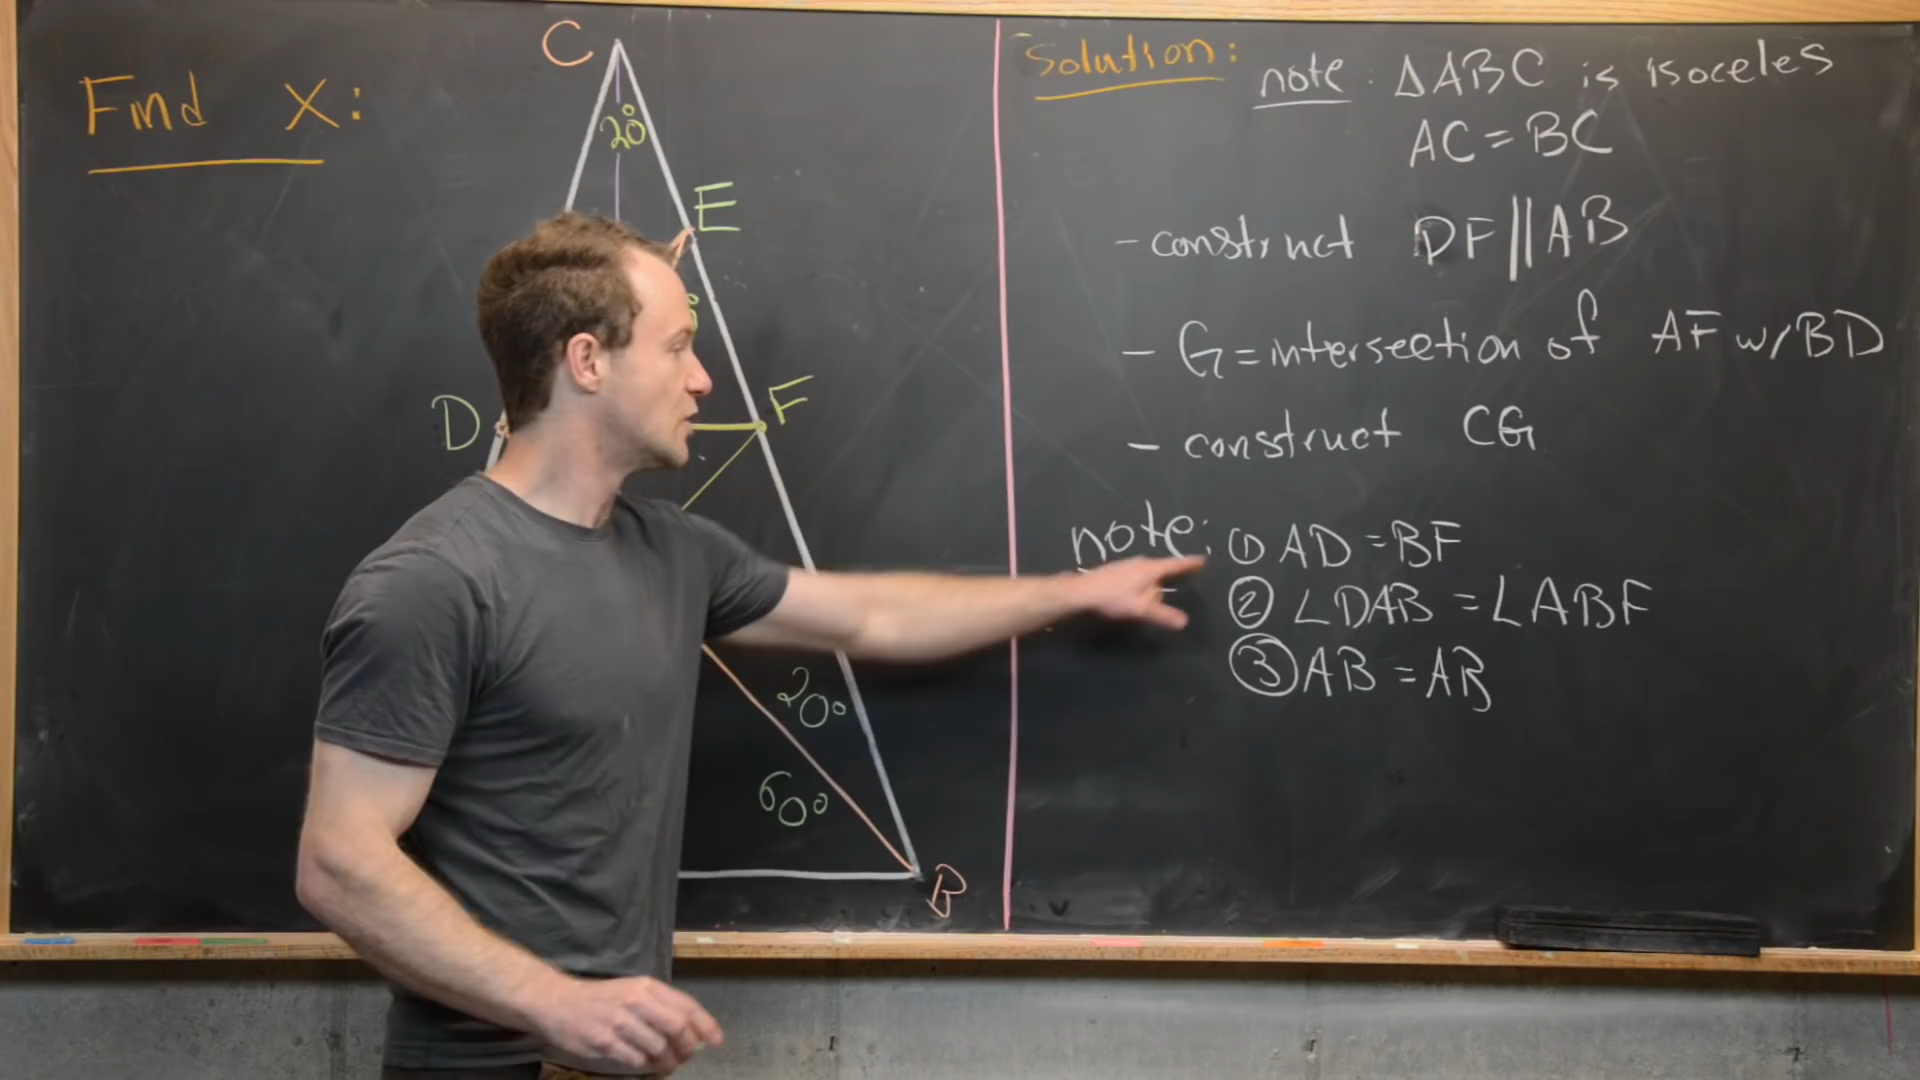 Find x:
C
20°
E
D
F
20°
60°
B
Solution:
note: ΔABC is isoceles
AC = BC
- construct DF || AB
- G = intersection of AF w/ BD
- construct CG
note: ① AD = BF
② ∠DAB = ∠ABF
③ AB = AB